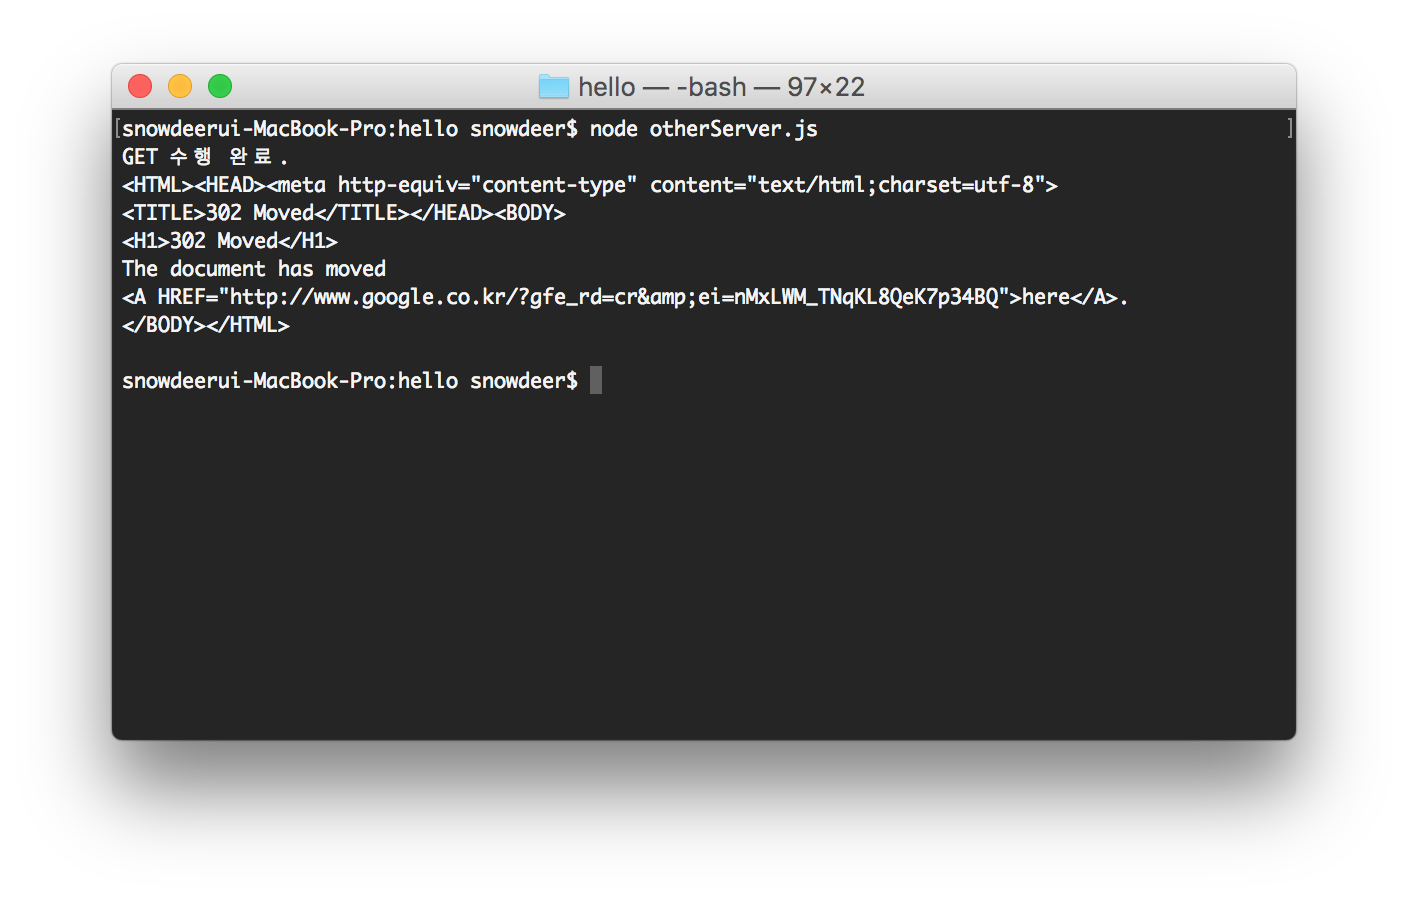 hello — -bash — 97×22
[snowdeerui-MacBook-Pro:hello snowdeer$ node otherServer.js ]
GET 수행 완료.
<HTML><HEAD><meta http-equiv="content-type" content="text/html;charset=utf-8">
<TITLE>302 Moved</TITLE></HEAD><BODY>
<H1>302 Moved</H1>
The document has moved
<A HREF="http://www.google.co.kr/?gfe_rd=cr&amp;ei=nMxLWM_TNqKL8QeK7p34BQ">here</A>.
</BODY></HTML>
snowdeerui-MacBook-Pro:hello snowdeer$